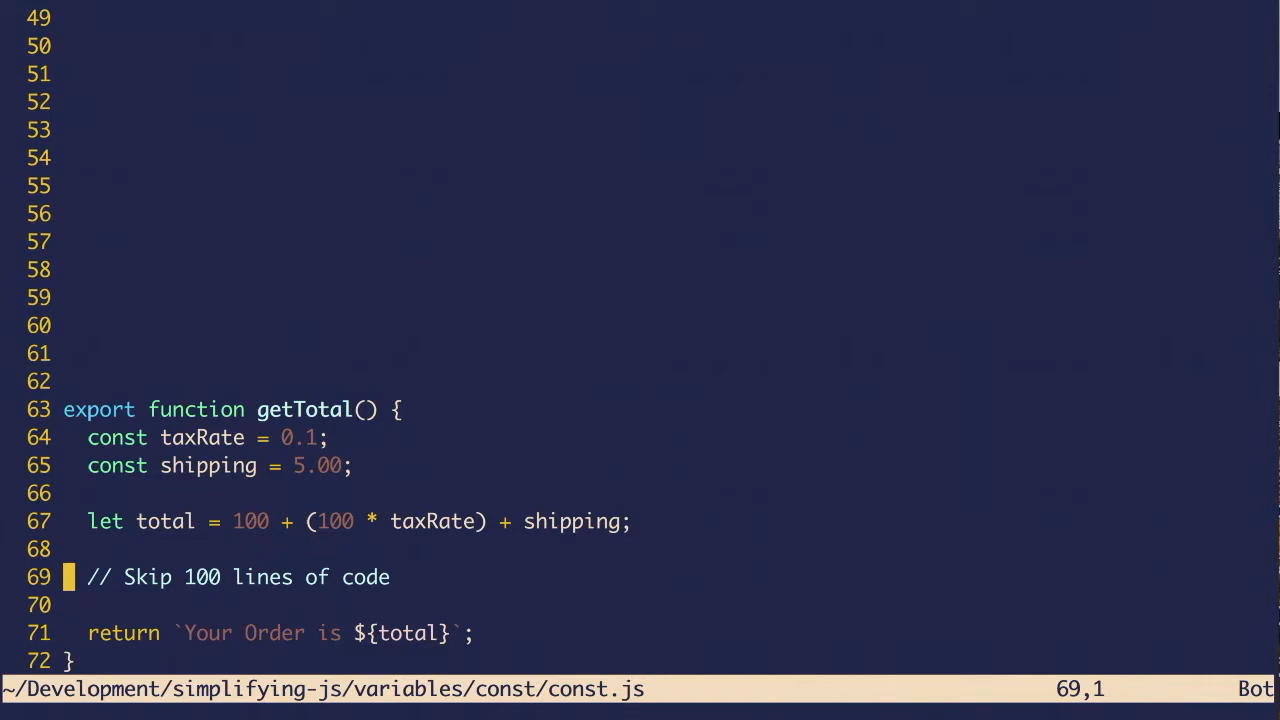 49
50
51
52
53
54
55
56
57
58
59
60
61
62
63 export function getTotal() {
64   const taxRate = 0.1;
65   const shipping = 5.00;
66
67   let total = 100 + (100 * taxRate) + shipping;
68
69   // Skip 100 lines of code
70
71   return `Your Order is ${total}`;
72 }
~/Development/simplifying-js/variables/const/const.js 69,1 Bot